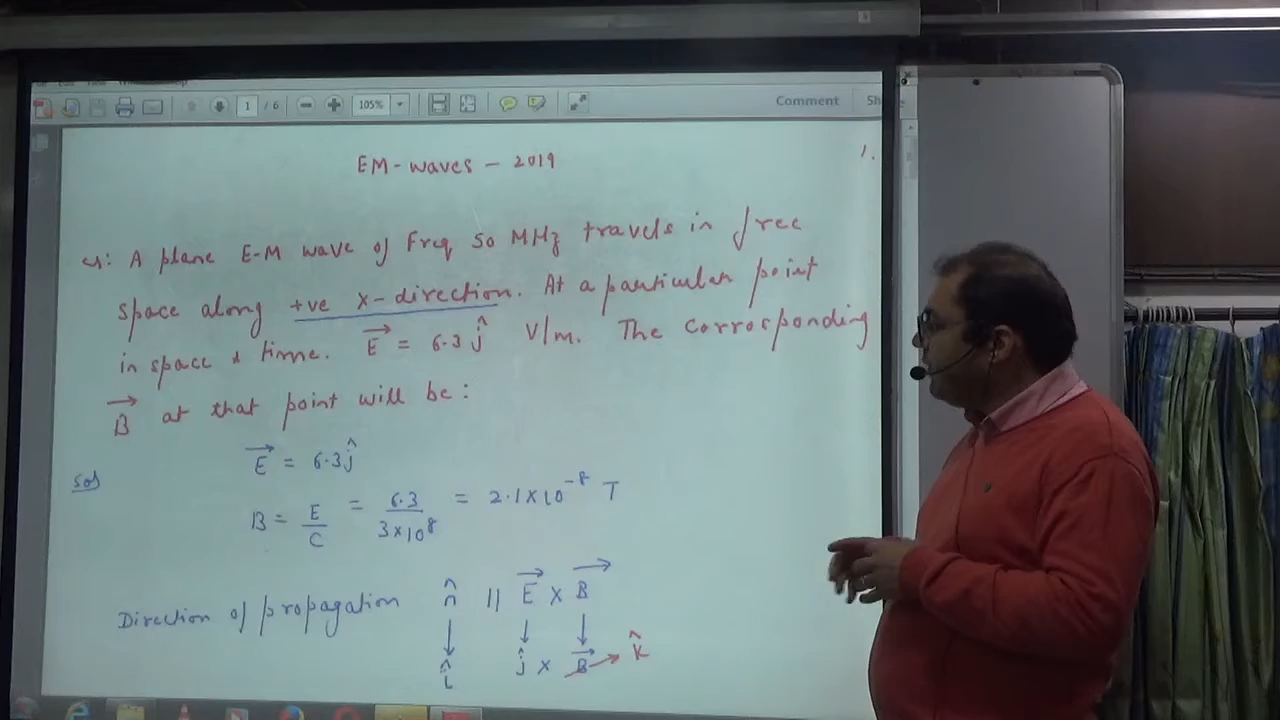 1 / 6
105%
Comment
EM-waves – 2019
1.
A plane E-M wave of Freq 50 MHz travels in free
space along +ve x-direction. At a particular point
in space & time. E⃗ = 6.3 ĵ V/m. The corrosponding
B⃗ at that point will be:
Sol
E⃗ = 6.3 ĵ
B = E/C = 6.3/3×10⁸ = 2.1×10⁻⁸ T
Direction of propagation n̂ || E⃗ × B⃗
↓ ↓ ↓
î ĵ × B⃗ → k̂